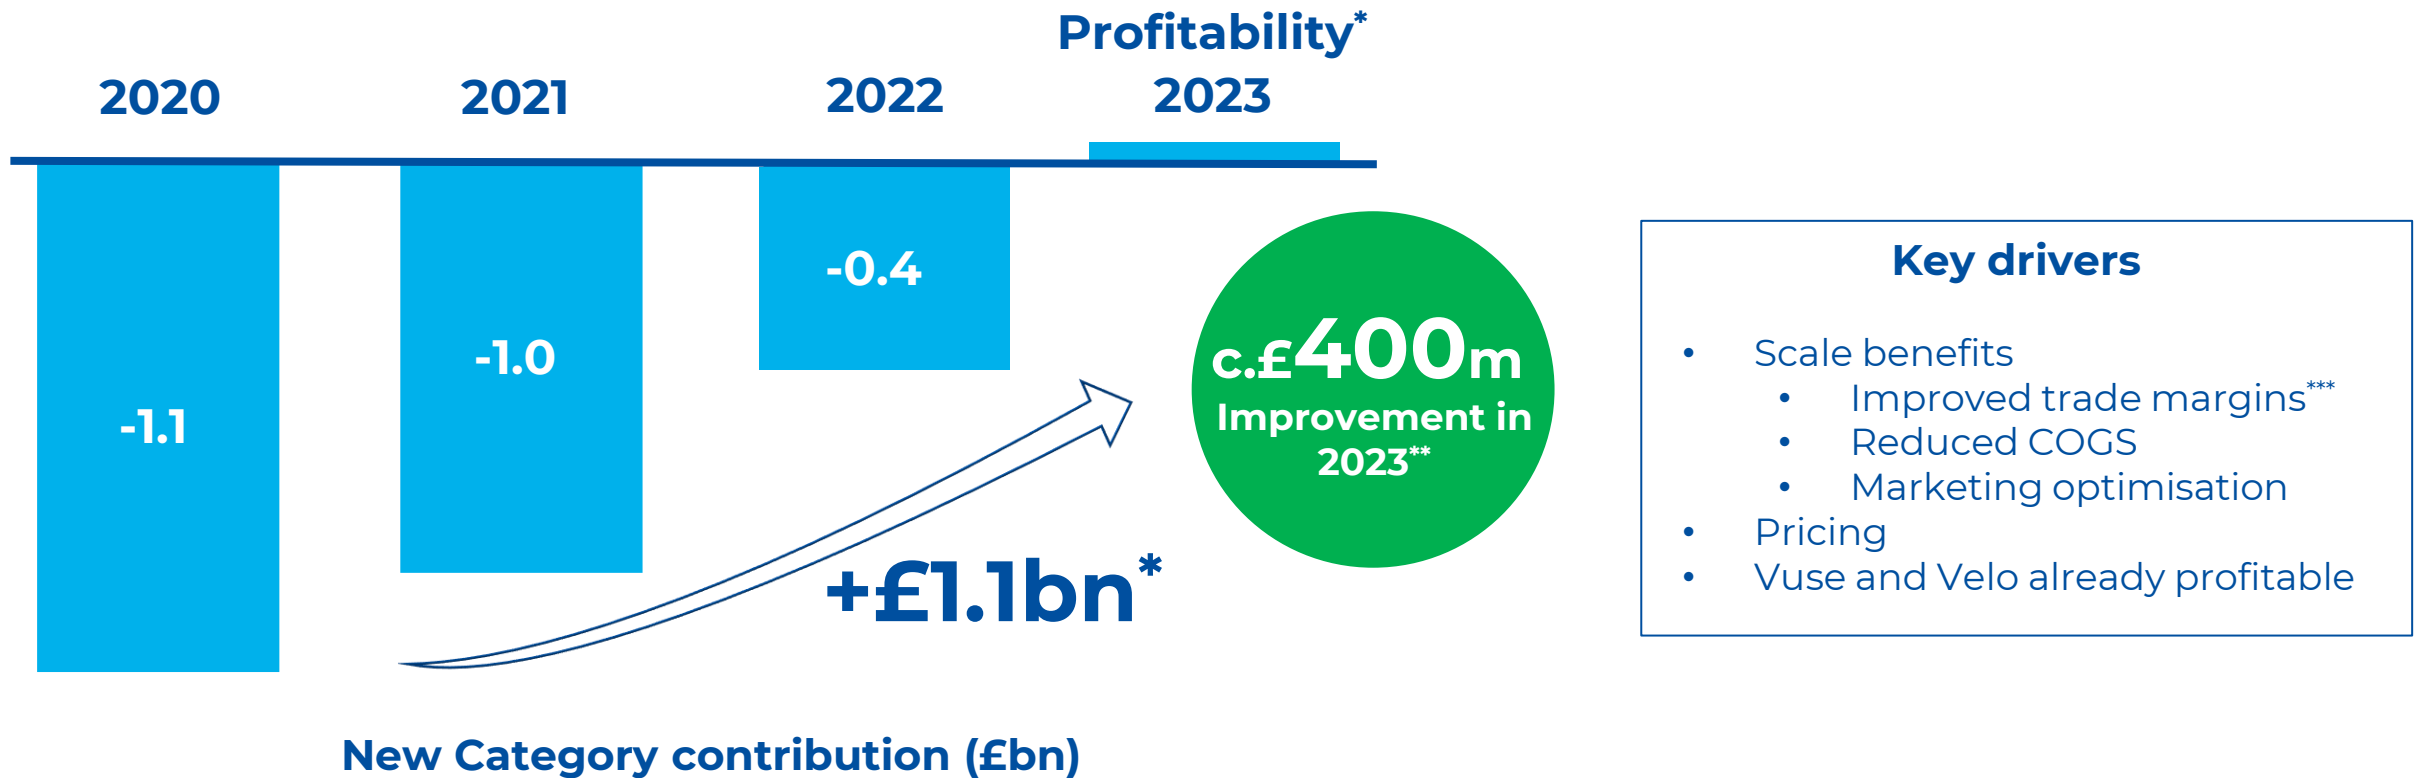 Profitability*
2020 2021 2022 2023
-1.1
-1.0
-0.4
+£1.1bn*
c.£400m
Improvement in
2023**
New Category contribution (£bn)
Key drivers
• Scale benefits
• Improved trade margins***
• Reduced COGS
• Marketing optimisation
• Pricing
• Vuse and Velo already profitable